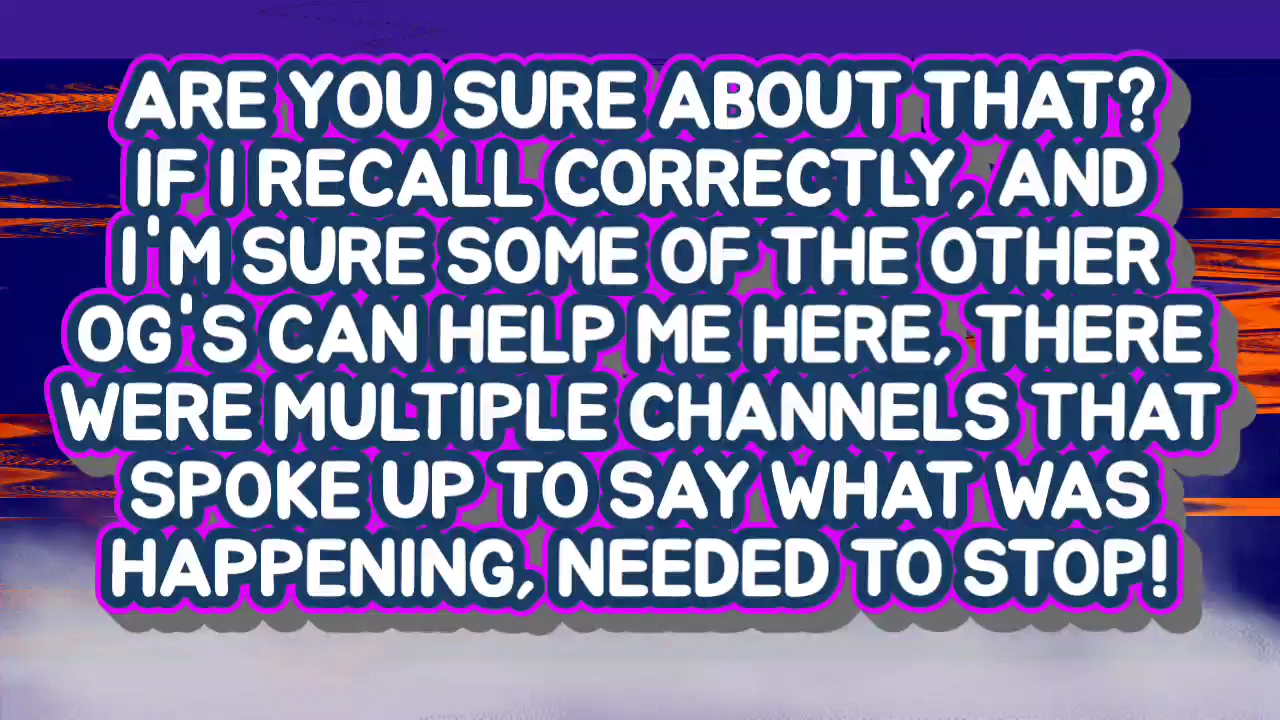 ARE YOU SURE ABOUT THAT?
IF I RECALL CORRECTLY, AND
I'M SURE SOME OF THE OTHER
OG'S CAN HELP ME HERE, THERE
WERE MULTIPLE CHANNELS THAT
SPOKE UP TO SAY WHAT WAS
HAPPENING, NEEDED TO STOP!